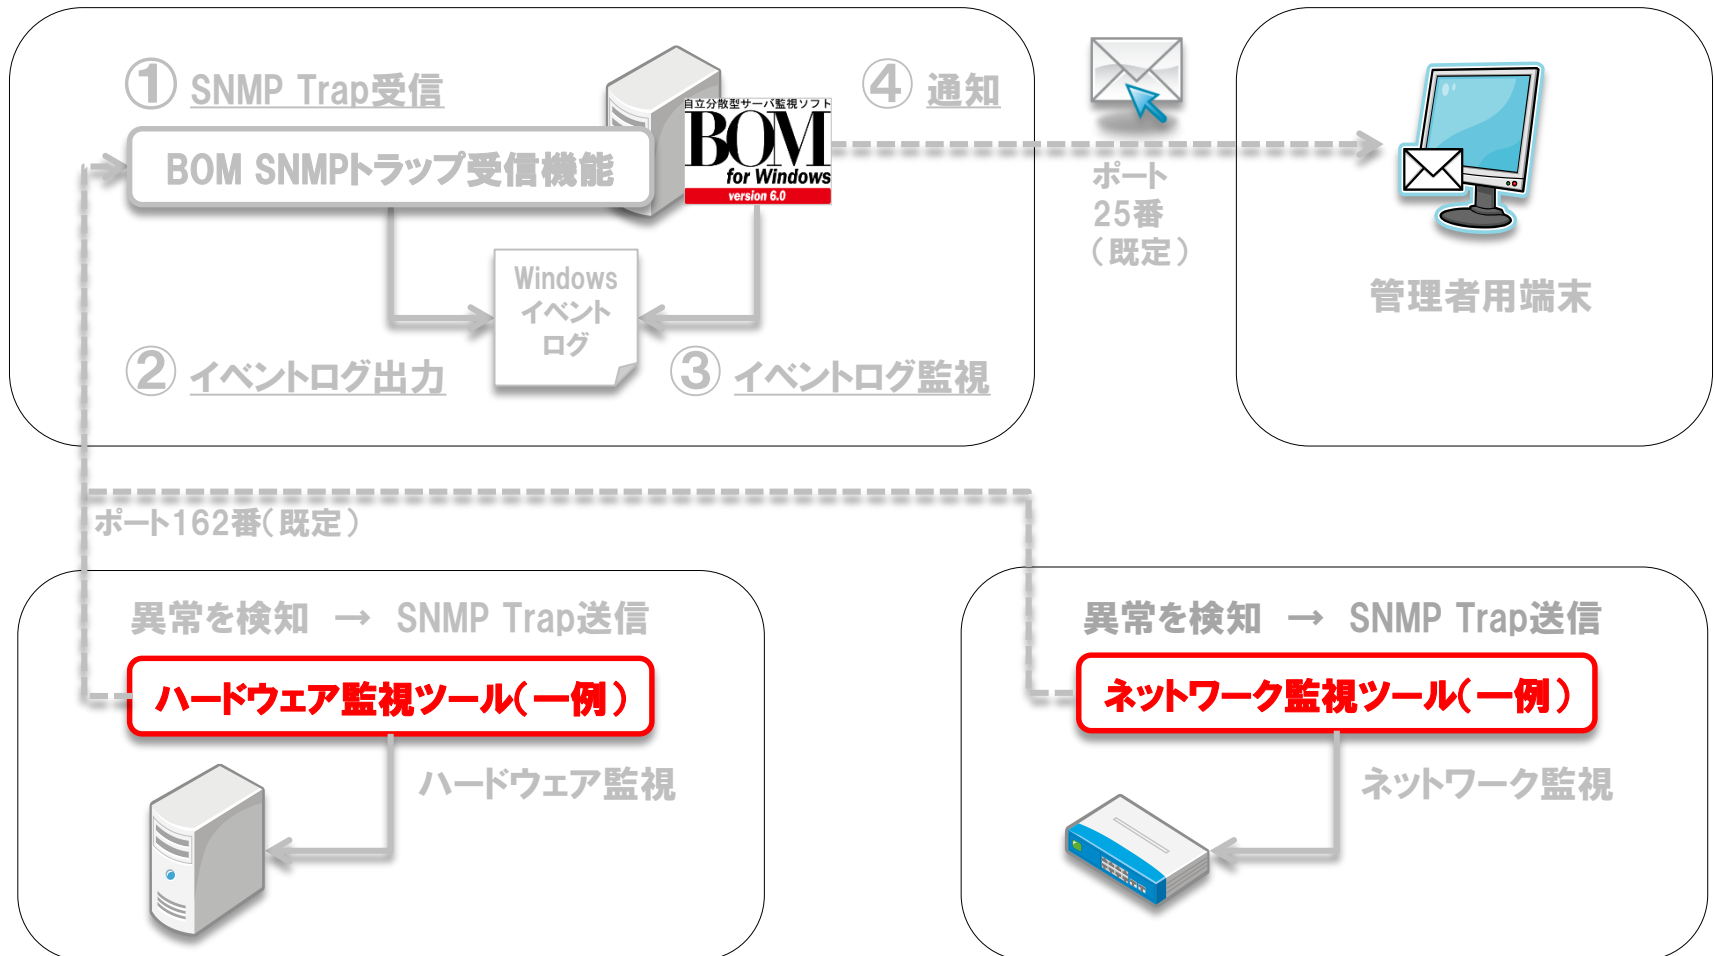 ① SNMP Trap受信
BOM SNMPトラップ受信機能
自立分散型サーバ監視ソフト
BOM
for Windows
version 6.0
④ 通知
ポート
25番
(既定)
管理者用端末
Windows
イベント
ログ
② イベントログ出力
③ イベントログ監視
ポート162番(既定)
異常を検知 → SNMP Trap送信
ハードウェア監視ツール(一例)
ハードウェア監視
異常を検知 → SNMP Trap送信
ネットワーク監視ツール(一例)
ネットワーク監視